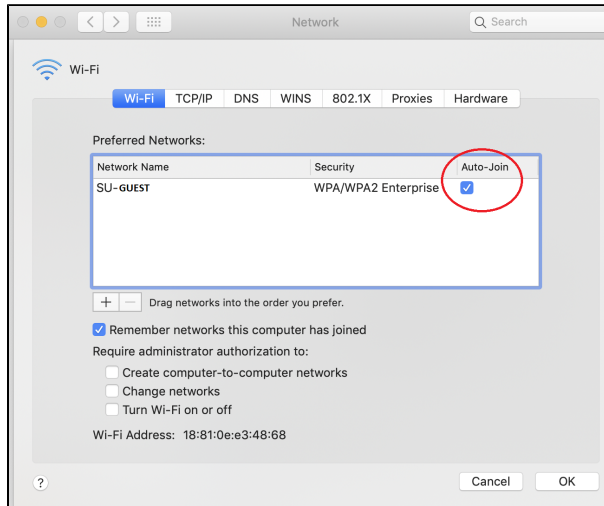 Network
Search
Wi-Fi
Wi-Fi TCP/IP DNS WINS 802.1X Proxies Hardware
Preferred Networks:
Network Name Security Auto-Join
SU-GUEST WPA/WPA2 Enterprise
+ − Drag networks into the order you prefer.
Remember networks this computer has joined
Require administrator authorization to:
Create computer-to-computer networks
Change networks
Turn Wi-Fi on or off
Wi-Fi Address: 18:81:0e:e3:48:68
? Cancel OK